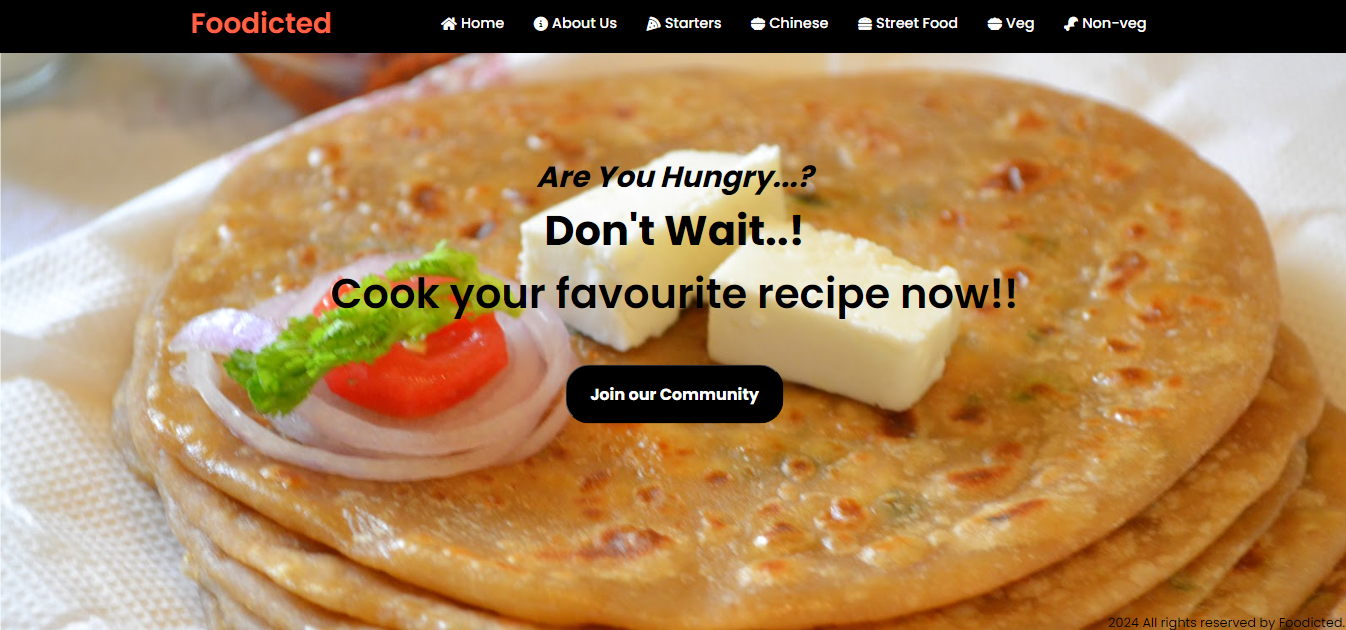 Foodicted Home About Us Starters Chinese Street Food Veg Non-veg
Are You Hungry...?
Don't Wait..!
Cook your favourite recipe now!!
Join our Community
2024 All rights reserved by Foodicted.